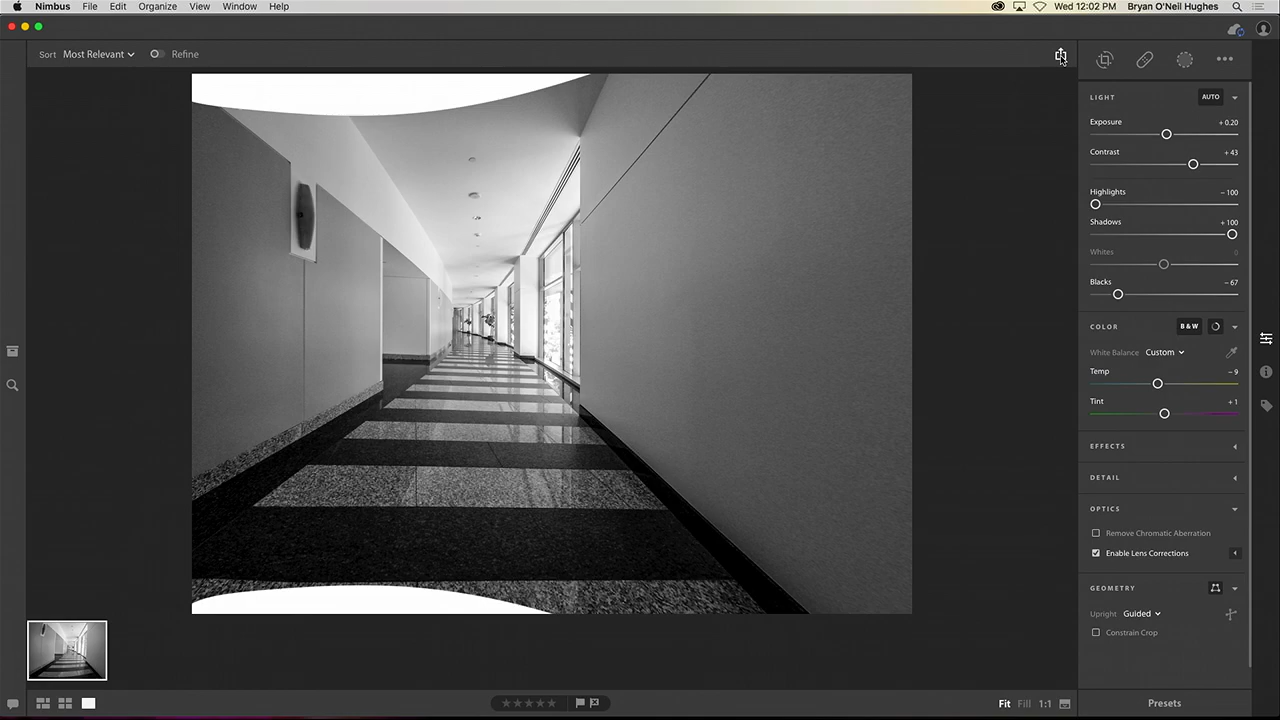 Nimbus File Edit Organize View Window Help Wed 12:02 PM Bryan O'Neil Hughes
Sort Most Relevant Refine
LIGHT AUTO
Exposure + 0.20
Contrast + 43
Highlights – 100
Shadows + 100
Whites 0
Blacks – 67
COLOR B & W
White Balance Custom
Temp – 9
Tint + 1
EFFECTS
DETAIL
OPTICS
Remove Chromatic Aberration
Enable Lens Corrections
GEOMETRY
Upright Guided
Constrain Crop
Fit Fill 1:1 Presets